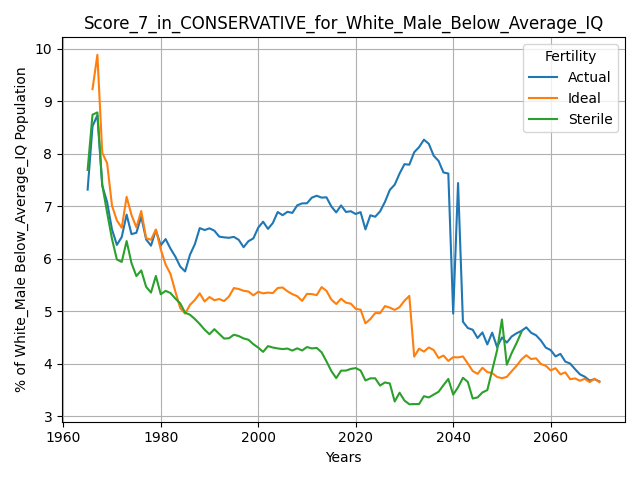 Score_7_in_CONSERVATIVE_for_White_Male_Below_Average_IQ
% of White_Male Below_Average_IQ Population
10
9
8
7
6
5
4
3
Fertility
Actual
Ideal
Sterile
1960
1980
2000
2020
2040
2060
Years